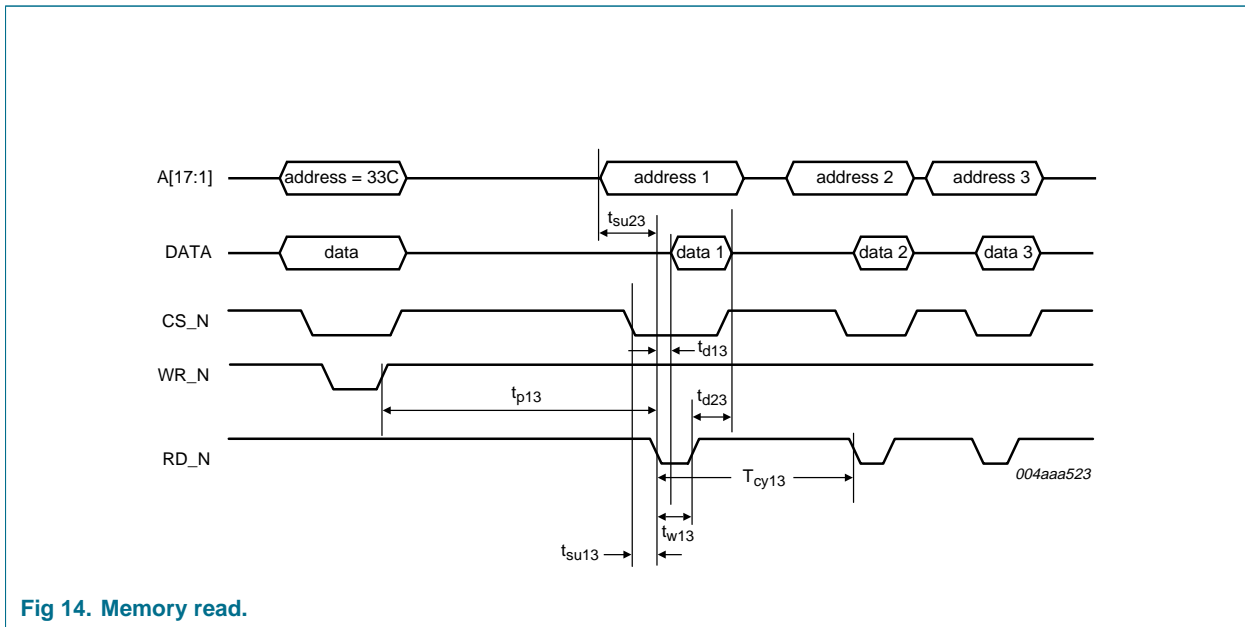 A[17:1] address = 33C address 1 address 2 address 3
tsu23
DATA data data 1 data 2 data 3
CS_N
td13
WR_N
tp13 td23
RD_N
004aaa523
Tcy13
tw13
tsu13
Fig 14. Memory read.